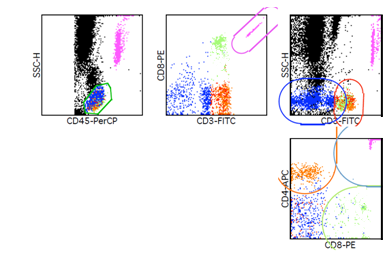 SSC-H
CD45-PerCP
CD8-PE
CD3-FITC
SSC-H
CD3-FITC
CD4-APC
CD8-PE